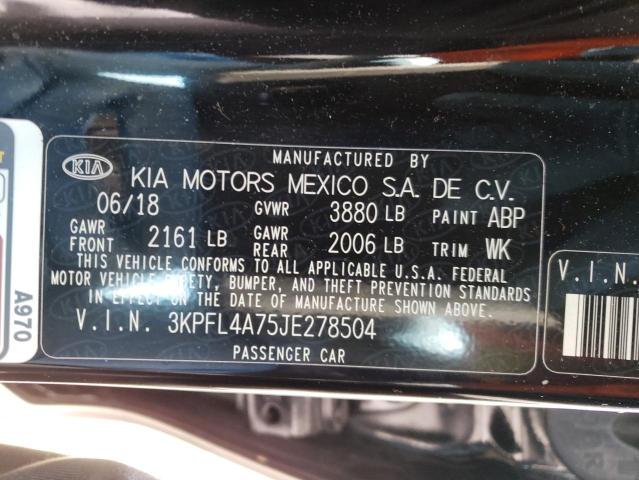 MANUFACTURED BY
KIA KIA MOTORS MEXICO S.A. DE C.V.
06/18 GVWR 3880 LB PAINT ABP
GAWR FRONT 2161 LB GAWR REAR 2006 LB TRIM WK
THIS VEHICLE CONFORMS TO ALL APPLICABLE U.S.A. FEDERAL
MOTOR VEHICLE SAFETY, BUMPER, AND THEFT PREVENTION STANDARDS
IN EFFECT ON THE DATE OF MANUFACTURE SHOWN ABOVE.
V.I.N. 3KPFL4A75JE278504
PASSENGER CAR
V.I.N.
A970